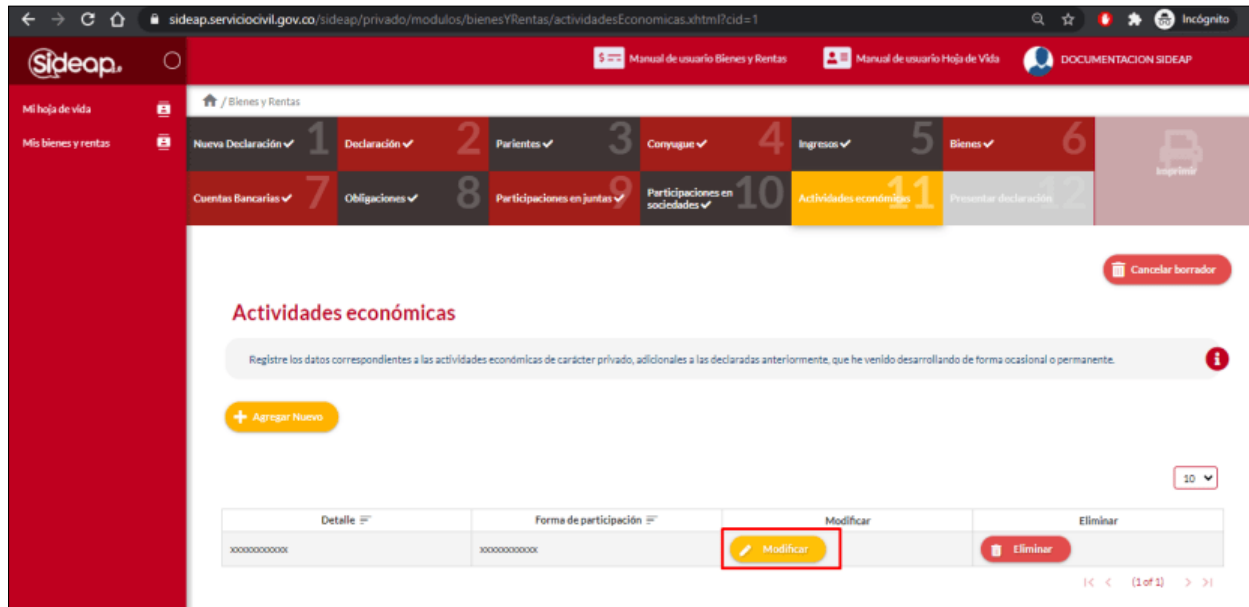 sideap.serviciocivil.gov.co/sideap/privado/modulos/bienesYRentas/actividadesEconomicas.xhtml?cid=1
Incógnito
Sideap.
Manual de usuario Bienes y Rentas
Manual de usuario Hoja de Vida
DOCUMENTACION SIDEAP
Mi hoja de vida
Mis bienes y rentas
/ Bienes y Rentas
Nueva Declaración ✔ 1
Declaración ✔ 2
Parientes ✔ 3
Conyugue ✔ 4
Ingresos ✔ 5
Bienes ✔ 6
Imprimir
Cuentas Bancarias ✔ 7
Obligaciones ✔ 8
Participaciones en juntas ✔ 9
Participaciones en
sociedades ✔ 10
Actividades económicas 11
Presentar declaración 12
Cancelar borrador
Actividades económicas
Registre los datos correspondientes a las actividades económicas de carácter privado, adicionales a las declaradas anteriormente, que he venido desarrollando de forma ocasional o permanente.
Agregar Nuevo
10
Detalle
Forma de participación
Modificar
Eliminar
xxxxxxxxxxxx
xxxxxxxxxxxx
Modificar
Eliminar
(1 of 1)